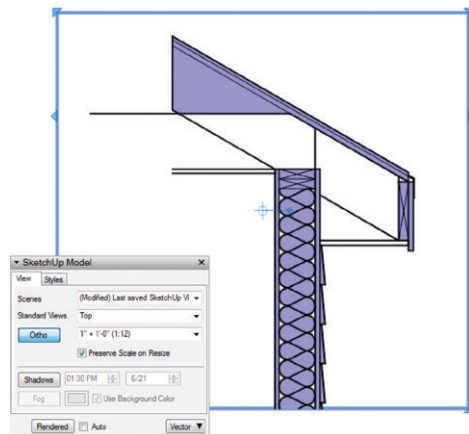 SketchUp Model
View Styles
Scenes (Modified) Last saved SketchUp Vi
Standard Views Top
Ortho 1" = 1'-0" (1:12)
Preserve Scale on Resize
Shadows 01:30 PM 6/21
Fog Use Background Color
Rendered Auto Vector